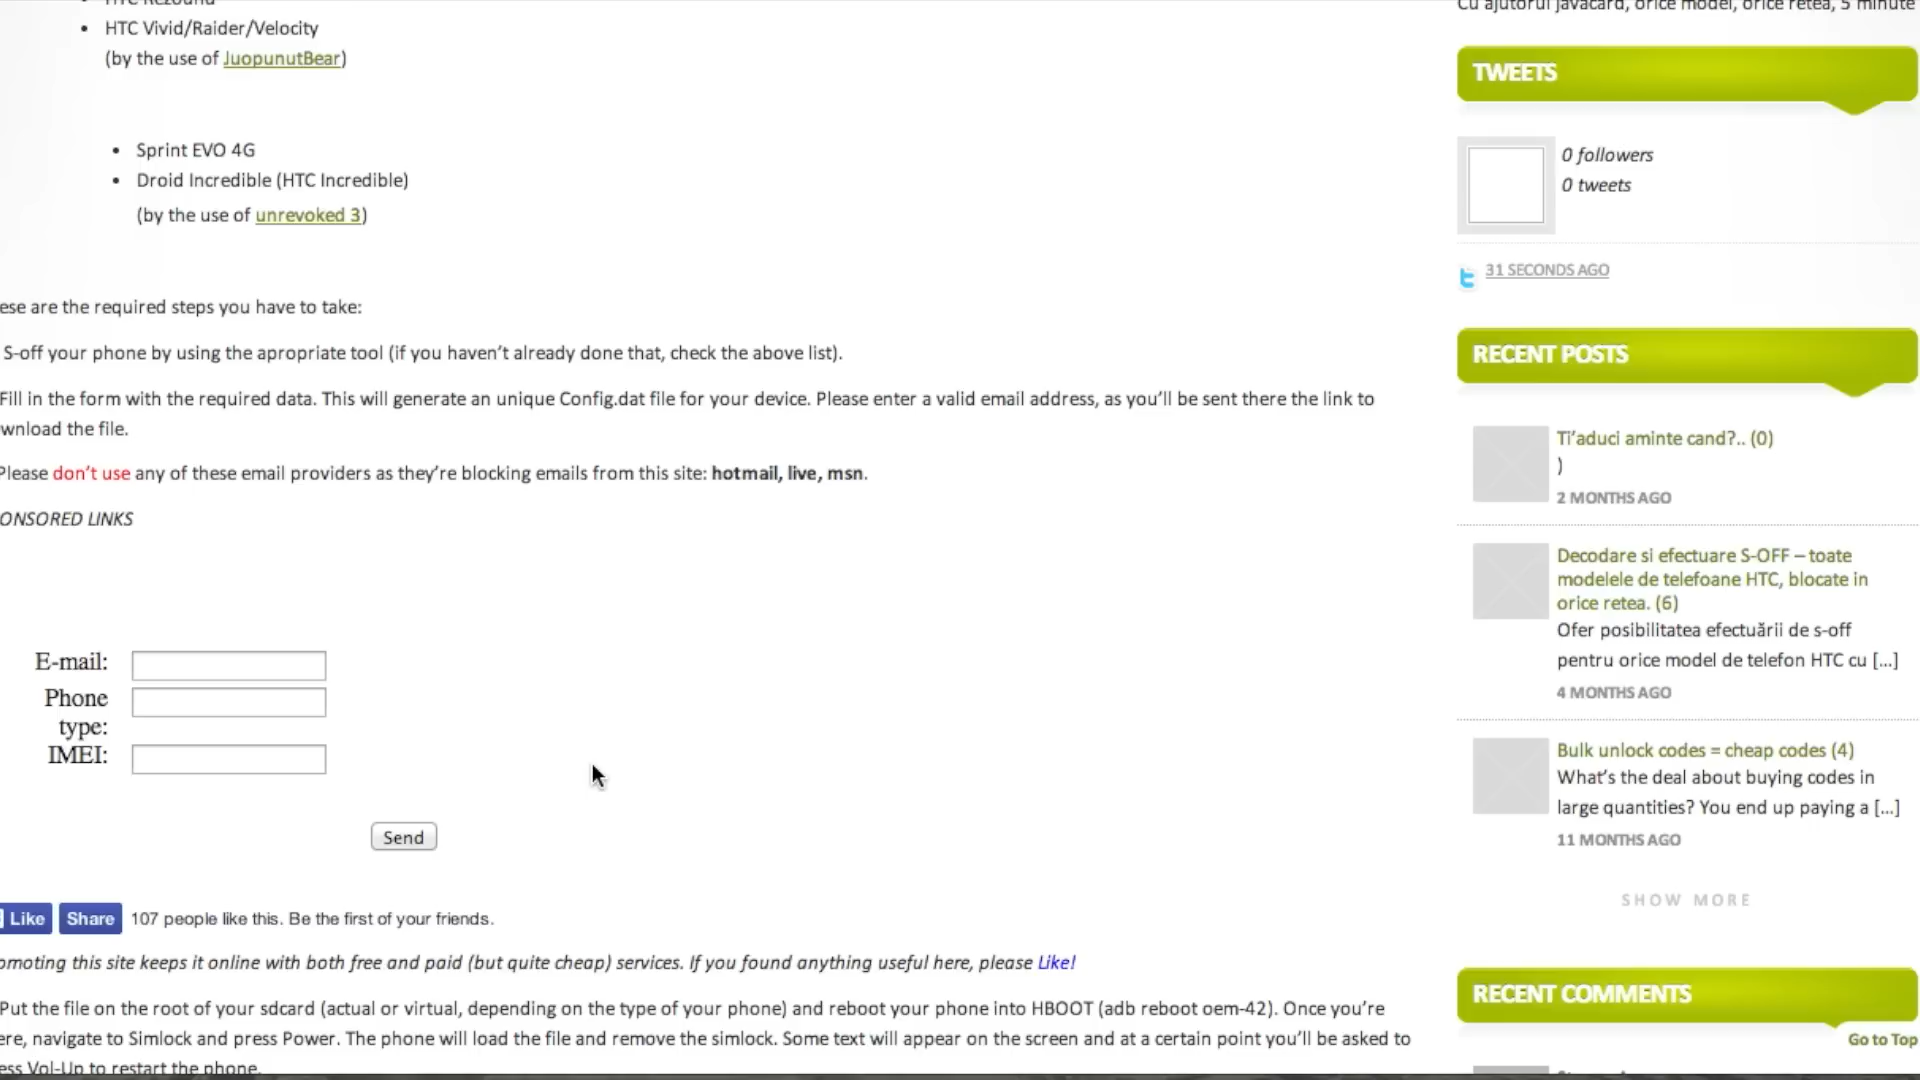 HTC Rezound
• HTC Vivid/Raider/Velocity
(by the use of JuopunutBear)
• Sprint EVO 4G
• Droid Incredible (HTC Incredible)
(by the use of unrevoked 3)
ese are the required steps you have to take:
S-off your phone by using the apropriate tool (if you haven't already done that, check the above list).
Fill in the form with the required data. This will generate an unique Config.dat file for your device. Please enter a valid email address, as you'll be sent there the link to
wnload the file.
Please don't use any of these email providers as they're blocking emails from this site: hotmail, live, msn.
ONSORED LINKS
E-mail:
Phone
type:
IMEI:
Send
Like Share 107 people like this. Be the first of your friends.
omoting this site keeps it online with both free and paid (but quite cheap) services. If you found anything useful here, please Like!
Put the file on the root of your sdcard (actual or virtual, depending on the type of your phone) and reboot your phone into HBOOT (adb reboot oem-42). Once you're
ere, navigate to Simlock and press Power. The phone will load the file and remove the simlock. Some text will appear on the screen and at a certain point you'll be asked to
ess Vol-Up to restart the phone.
Cu ajutorul javacard, orice model, orice retea, 5 minute
TWEETS
0 followers
0 tweets
31 SECONDS AGO
RECENT POSTS
Ti'aduci aminte cand?.. (0)
)
2 MONTHS AGO
Decodare si efectuare S-OFF – toate
modelele de telefoane HTC, blocate in
orice retea. (6)
Ofer posibilitatea efectuării de s-off
pentru orice model de telefon HTC cu [...]
4 MONTHS AGO
Bulk unlock codes = cheap codes (4)
What's the deal about buying codes in
large quantities? You end up paying a [...]
11 MONTHS AGO
SHOW MORE
RECENT COMMENTS
Go to Top